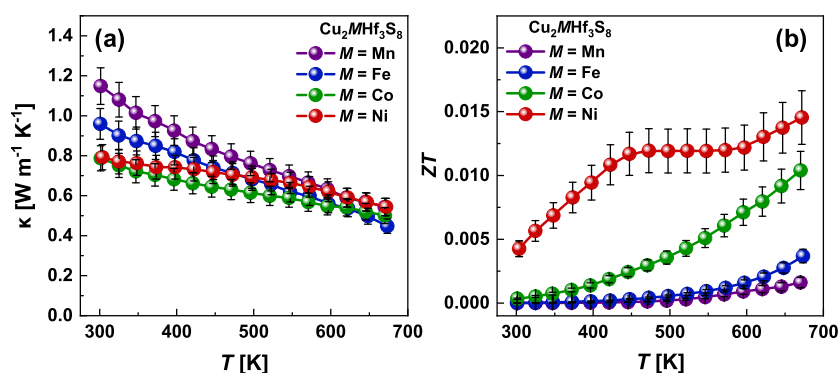 (a)
Cu₂MHf₃S₈
M = Mn
M = Fe
M = Co
M = Ni
κ [W m⁻¹ K⁻¹]
1.4
1.2
1.0
0.8
0.6
0.4
0.2
0.0
300 400 500 600 700
T [K]
Cu₂MHf₃S₈
(b)
M = Mn
M = Fe
M = Co
M = Ni
ZT
0.020
0.015
0.010
0.005
0.000
300 400 500 600 700
T [K]